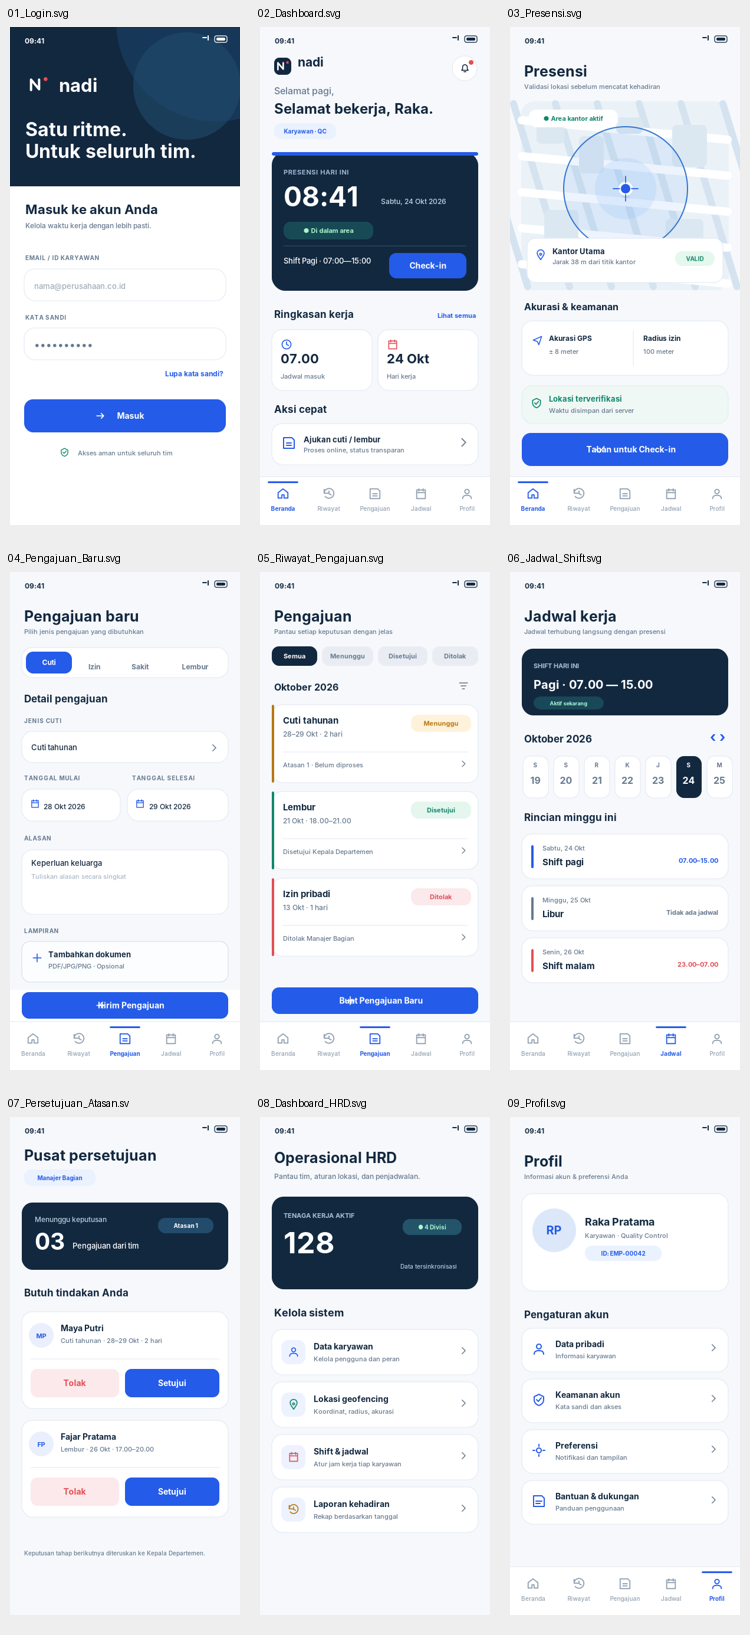 01_Login.svg
09:41
N
nadi
Satu ritme.
Untuk seluruh tim.
Masuk ke akun Anda
Kelola waktu kerja dengan lebih pasti.
EMAIL / ID KARYAWAN
nama@perusahaan.co.id
KATA SANDI
Lupa kata sandi?
Masuk
Akses aman untuk seluruh tim
02_Dashboard.svg
09:41
N
nadi
Selamat pagi,
Selamat bekerja, Raka.
Karyawan · QC
PRESENSI HARI INI
08:41
Sabtu, 24 Okt 2026
Di dalam area
Shift Pagi · 07:00—15:00
Check-in
Ringkasan kerja
Lihat semua
07.00
Jadwal masuk
24 Okt
Hari kerja
Aksi cepat
Ajukan cuti / lembur
Proses online, status transparan
Beranda
Riwayat
Pengajuan
Jadwal
Profil
03_Presensi.svg
09:41
Presensi
Validasi lokasi sebelum mencatat kehadiran
Area kantor aktif
Kantor Utama
Jarak 38 m dari titik kantor
VALID
Akurasi & keamanan
Akurasi GPS
± 8 meter
Radius izin
100 meter
Lokasi terverifikasi
Waktu disimpan dari server
untuk Check-in
Beranda
Riwayat
Pengajuan
Jadwal
Profil
04_Pengajuan_Baru.svg
09:41
Pengajuan baru
Pilih jenis pengajuan yang dibutuhkan
Cuti
Izin
Sakit
Lembur
Detail pengajuan
JENIS CUTI
Cuti tahunan
TANGGAL MULAI
TANGGAL SELESAI
28 Okt 2026
29 Okt 2026
ALASAN
Keperluan keluarga
Tuliskan alasan secara singkat
LAMPIRAN
Tambahkan dokumen
PDF/JPG/PNG · Opsional
Kirim Pengajuan
Beranda
Riwayat
Pengajuan
Jadwal
Profil
05_Riwayat_Pengajuan.svg
09:41
Pengajuan
Pantau setiap keputusan dengan jelas
Semua
Menunggu
Disetujui
Ditolak
Oktober 2026
Cuti tahunan
Menunggu
28–29 Okt · 2 hari
Atasan 1 · Belum diproses
Lembur
Disetujui
21 Okt · 18.00–21.00
Disetujui Kepala Departemen
Izin pribadi
Ditolak
13 Okt · 1 hari
Ditolak Manajer Bagian
Buat Pengajuan Baru
Beranda
Riwayat
Pengajuan
Jadwal
Profil
06_Jadwal_Shift.svg
09:41
Jadwal kerja
Jadwal terhubung langsung dengan presensi
SHIFT HARI INI
Pagi · 07.00 — 15.00
Aktif sekarang
Oktober 2026
S S R K J S M
19 20 21 22 23 24 25
Rincian minggu ini
Sabtu, 24 Okt
Shift pagi
07.00–15.00
Minggu, 25 Okt
Libur
Tidak ada jadwal
Senin, 26 Okt
Shift malam
23.00–07.00
Beranda
Riwayat
Pengajuan
Jadwal
Profil
07_Persetujuan_Atasan.sv
09:41
Pusat persetujuan
Manajer Bagian
Menunggu keputusan
03 Pengajuan dari tim
Atasan 1
Butuh tindakan Anda
MP
Maya Putri
Cuti tahunan · 28–29 Okt · 2 hari
Tolak
Setujui
FP
Fajar Pratama
Lembur · 26 Okt · 17.00–20.00
Tolak
Setujui
Keputusan tahap berikutnya diteruskan ke Kepala Departemen.
08_Dashboard_HRD.svg
09:41
Operasional HRD
Pantau tim, aturan lokasi, dan penjadwalan.
TENAGA KERJA AKTIF
128
4 Divisi
Data tersinkronisasi
Kelola sistem
Data karyawan
Kelola pengguna dan peran
Lokasi geofencing
Koordinat, radius, akurasi
Shift & jadwal
Atur jam kerja tiap karyawan
Laporan kehadiran
Rekap berdasarkan tanggal
09_Profil.svg
09:41
Profil
Informasi akun & preferensi Anda
RP
Raka Pratama
Karyawan · Quality Control
ID: EMP-00042
Pengaturan akun
Data pribadi
Informasi karyawan
Keamanan akun
Kata sandi dan akses
Preferensi
Notifikasi dan tampilan
Bantuan & dukungan
Panduan penggunaan
Beranda
Riwayat
Pengajuan
Jadwal
Profil